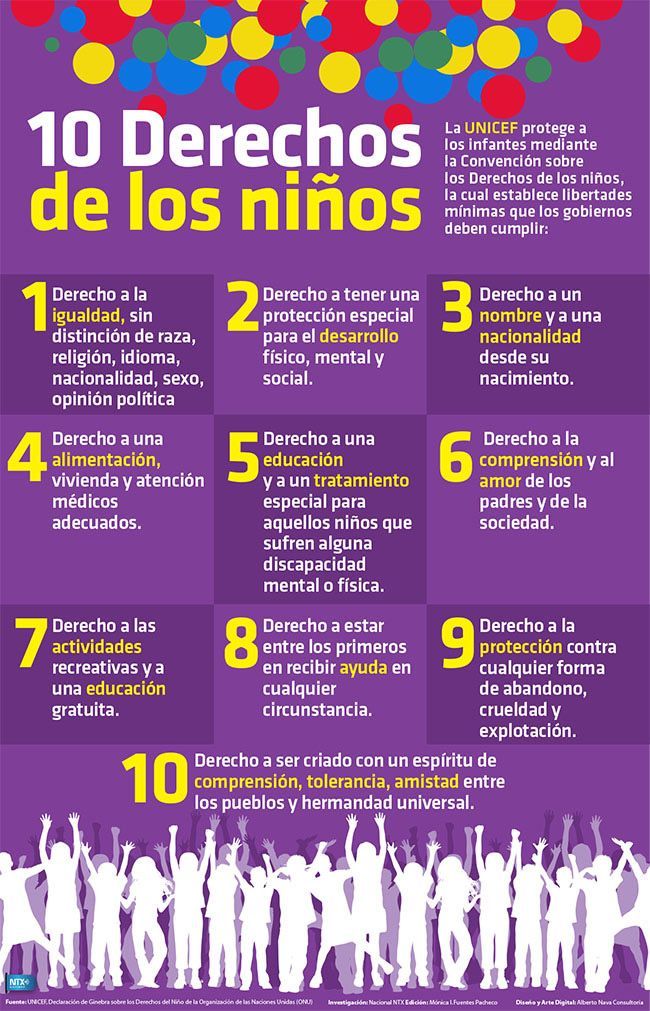 10 Derechos
de los niños
La UNICEF protege a
los infantes mediante
la Convención sobre
los Derechos de los niños,
la cual establece libertades
mínimas que los gobiernos
deben cumplir:
1 Derecho a la
igualdad, sin
distinción de raza,
religión, idioma,
nacionalidad, sexo,
opinión política
2 Derecho a tener una
protección especial
para el desarrollo
físico, mental y
social.
3 Derecho a un
nombre y a una
nacionalidad
desde su
nacimiento.
4 Derecho a una
alimentación,
vivienda y atención
médicos
adecuados.
5 Derecho a una
educación
y a un tratamiento
especial para
aquellos niños que
sufren alguna
discapacidad
mental o física.
6 Derecho a la
comprensión y al
amor de los
padres y de la
sociedad.
7 Derecho a las
actividades
recreativas y a
una educación
gratuita.
8 Derecho a estar
entre los primeros
en recibir ayuda en
cualquier
circunstancia.
9 Derecho a la
protección contra
cualquier forma
de abandono,
crueldad y
explotación.
10 Derecho a ser criado con un espíritu de
comprensión, tolerancia, amistad entre
los pueblos y hermandad universal.
NTX
Fuente: UNICEF, Declaración de Ginebra sobre los Derechos del Niño de la Organización de las Naciones Unidas (ONU) Investigación: Nacional NTX Edición: Mónica I. Fuentes Pacheco Diseño y Arte Digital: Alberto Nava Consultoría